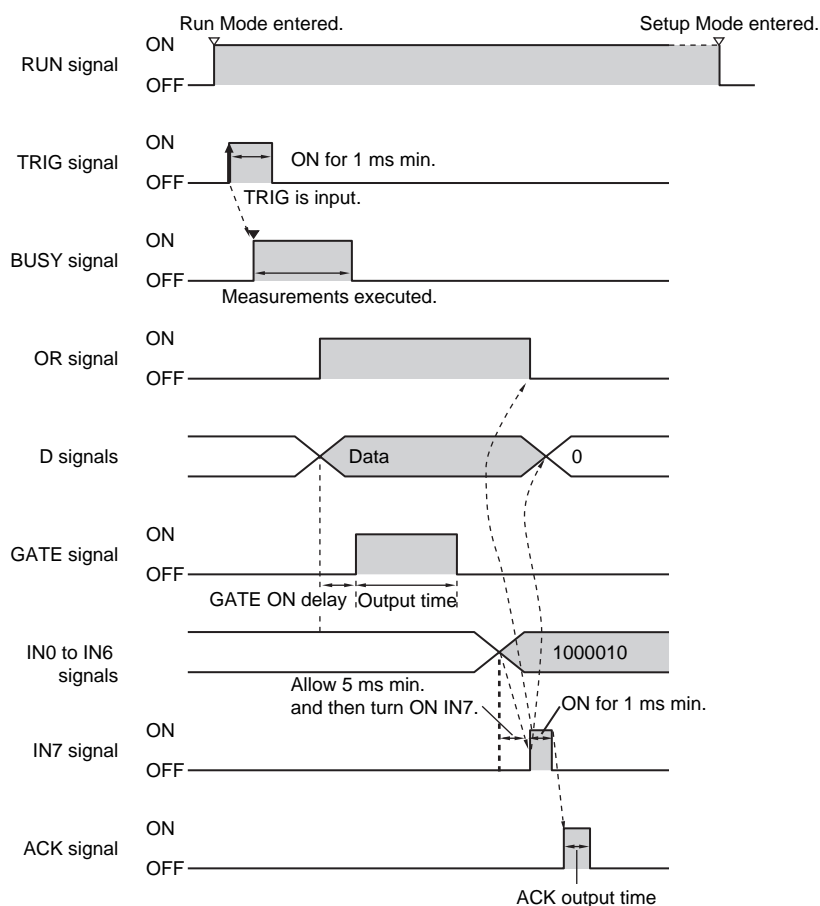 Run Mode entered.
Setup Mode entered.
ON
RUN signal
OFF
ON
TRIG signal
ON for 1 ms min.
OFF
TRIG is input.
ON
BUSY signal
OFF
Measurements executed.
ON
OR signal
OFF
D signals
Data
0
ON
GATE signal
OFF
GATE ON delay
Output time
IN0 to IN6
signals
1000010
Allow 5 ms min.
and then turn ON IN7.
ON for 1 ms min.
ON
IN7 signal
OFF
ON
ACK signal
OFF
ACK output time